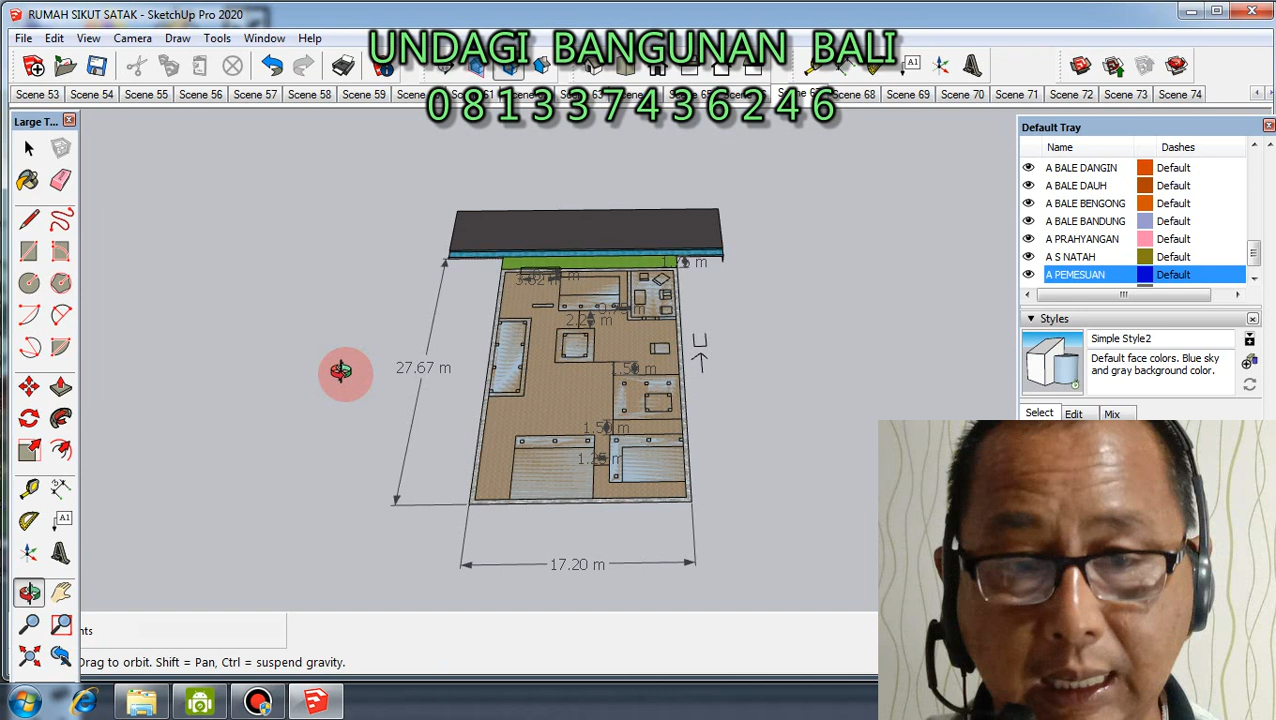 RUMAH SIKUT SATAK - SketchUp Pro 2020
File Edit View Camera Draw Tools Window Help
UNDAGI BANGUNAN BALI
081337436246
Scene 53 Scene 54 Scene 55 Scene 56 Scene 57 Scene 58 Scene 59 Scene 68 Scene 69 Scene 70 Scene 71 Scene 72 Scene 73 Scene 74
Large T...
Default Tray
Name Dashes
A BALE DANGIN Default
A BALE DAUH Default
A BALE BENGONG Default
A BALE BANDUNG Default
A PRAHYANGAN Default
A S NATAH Default
A PEMESUAN Default
Styles
Simple Style2
Default face colors. Blue sky
and gray background color.
Select Edit Mix
27.67 m
U
17.20 m
nts
Drag to orbit. Shift = Pan, Ctrl = suspend gravity.